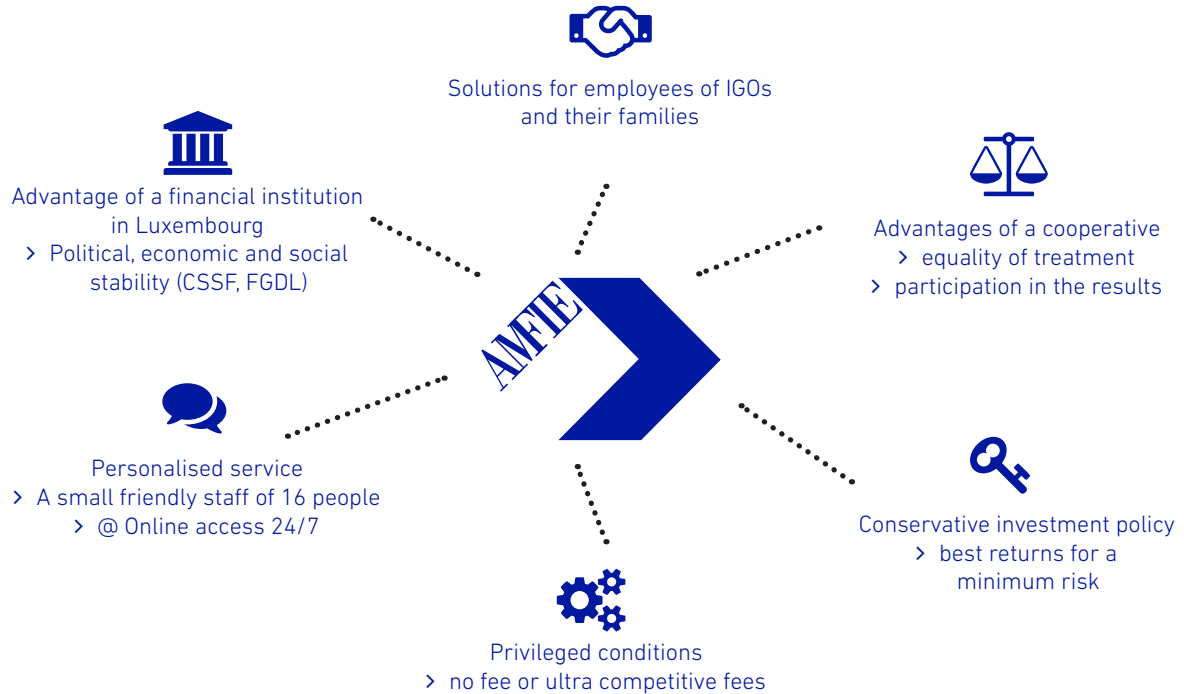 Solutions for employees of IGOs
and their families
Advantage of a financial institution
in Luxembourg
> Political, economic and social
stability (CSSF, FGDL)
Advantages of a cooperative
> equality of treatment
> participation in the results
AMFIE
Personalised service
> A small friendly staff of 16 people
> @ Online access 24/7
Conservative investment policy
> best returns for a
minimum risk
Privileged conditions
> no fee or ultra competitive fees